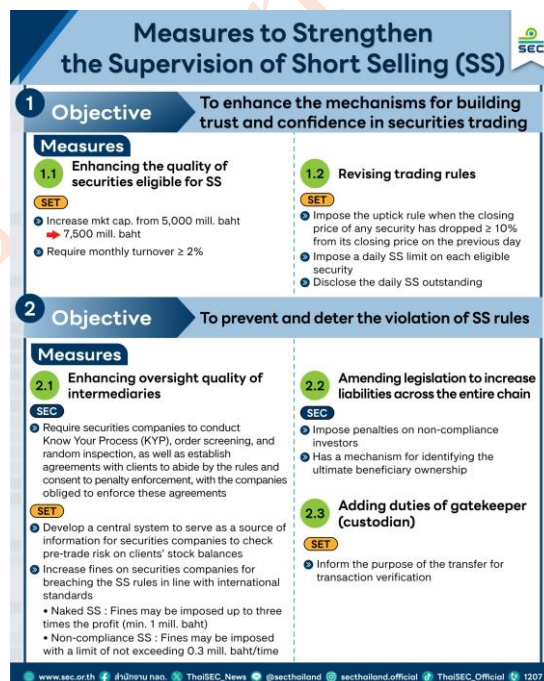 Measures to Strengthen
the Supervision of Short Selling (SS)
SEC
1
Objective
To enhance the mechanisms for building
trust and confidence in securities trading
Measures
1.1
Enhancing the quality of
securities eligible for SS
SET
Increase mkt cap. from 5,000 mill. baht
7,500 mill. baht
Require monthly turnover ≥ 2%
1.2
Revising trading rules
SET
Impose the uptick rule when the closing
price of any security has dropped ≥ 10%
from its closing price on the previous day
Impose a daily SS limit on each eligible
security
Disclose the daily SS outstanding
2
Objective
To prevent and deter the violation of SS rules
Measures
2.1
Enhancing oversight quality of
intermediaries
SEC
Require securities companies to conduct
Know Your Process (KYP), order screening, and
random inspection, as well as establish
agreements with clients to abide by the rules and
consent to penalty enforcement, with the companies
obliged to enforce these agreements
SET
Develop a central system to serve as a source of
information for securities companies to check
pre-trade risk on clients' stock balances
Increase fines on securities companies for
breaching the SS rules in line with international
standards
• Naked SS : Fines may be imposed up to three
times the profit (min. 1 mill. baht)
• Non-compliance SS : Fines may be imposed
with a limit of not exceeding 0.3 mill. baht/time
2.2
Amending legislation to increase
liabilities across the entire chain
SEC
Impose penalties on non-compliance
investors
Has a mechanism for identifying the
ultimate beneficiary ownership
2.3
Adding duties of gatekeeper
(custodian)
SET
Inform the purpose of the transfer for
transaction verification
www.sec.or.th สำนักงาน กลต. ThaiSEC_News @secthailand secthailand.official ThaiSEC_Official 1207